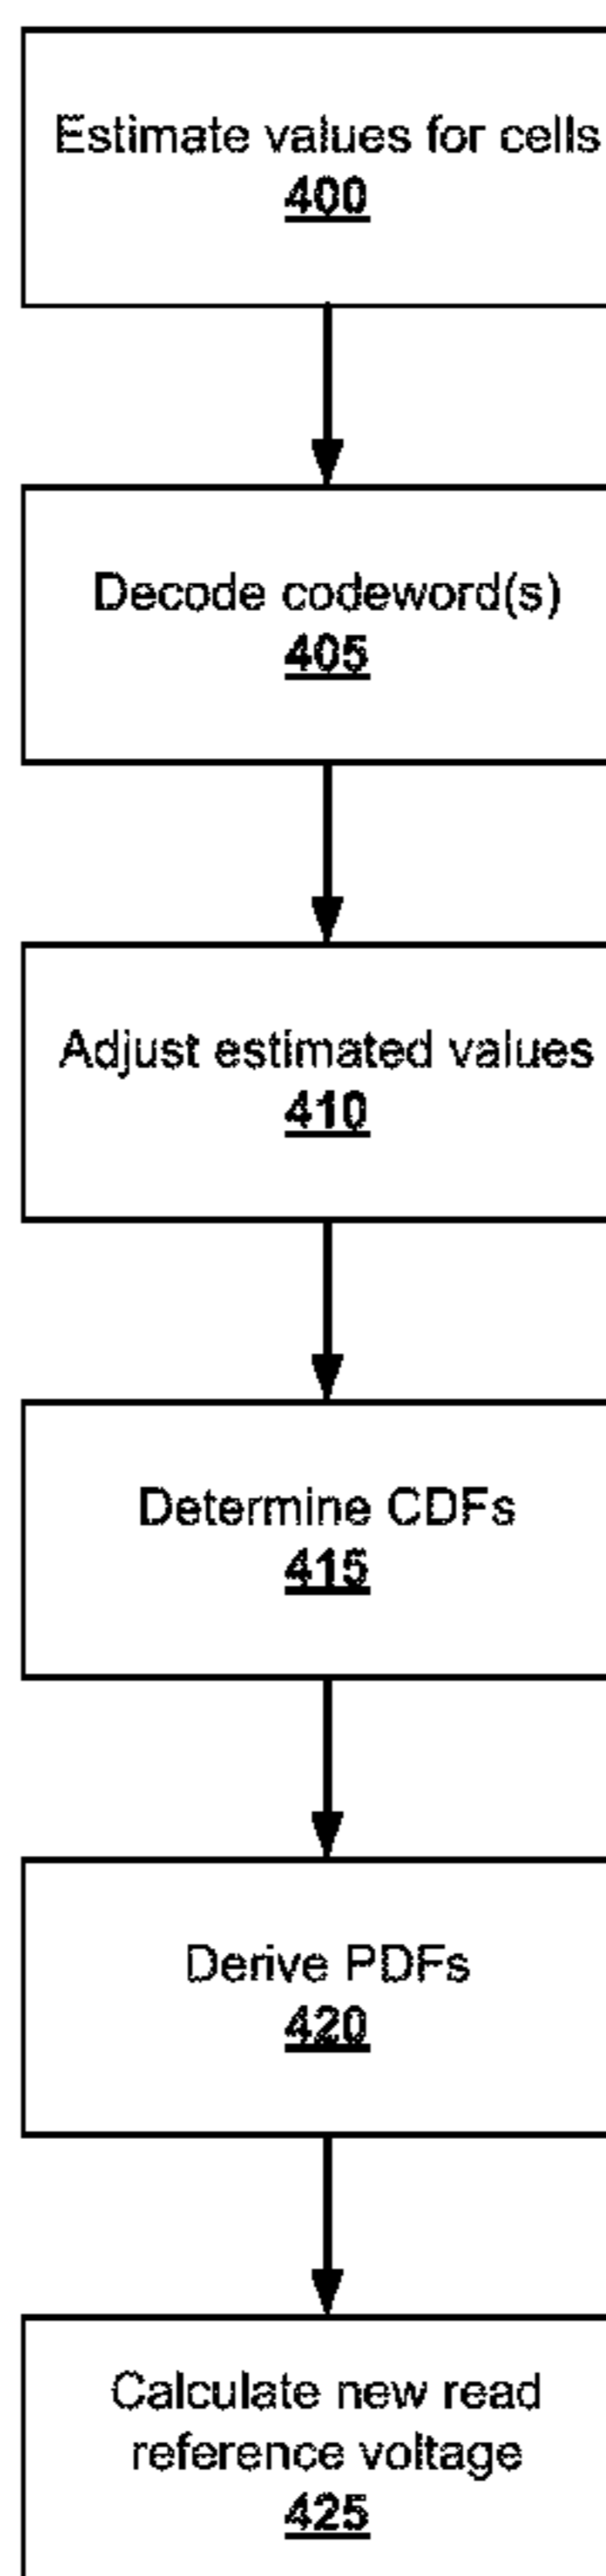 Estimate values for cells
400
Decode codeword(s)
405
Adjust estimated values
410
Determine CDFs
415
Derive PDFs
420
Calculate new read
reference voltage
425